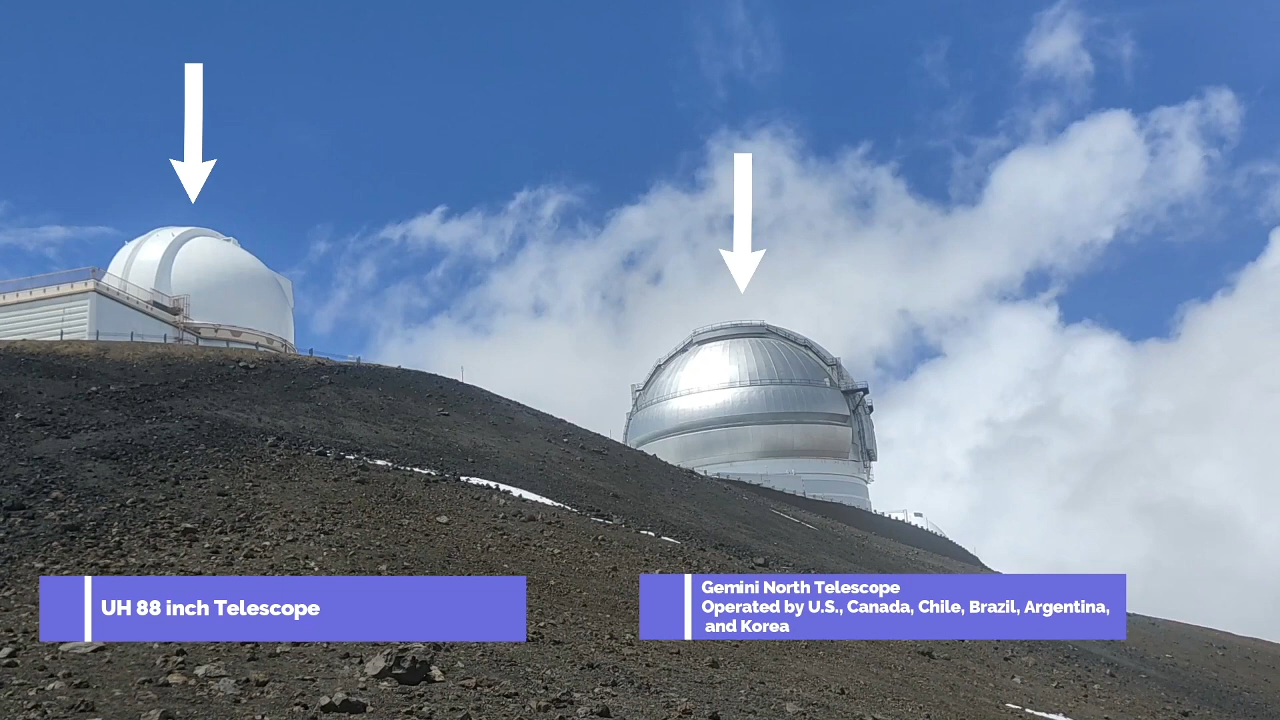 UH 88 inch Telescope
Gemini North Telescope
Operated by U.S., Canada, Chile, Brazil, Argentina,
and Korea